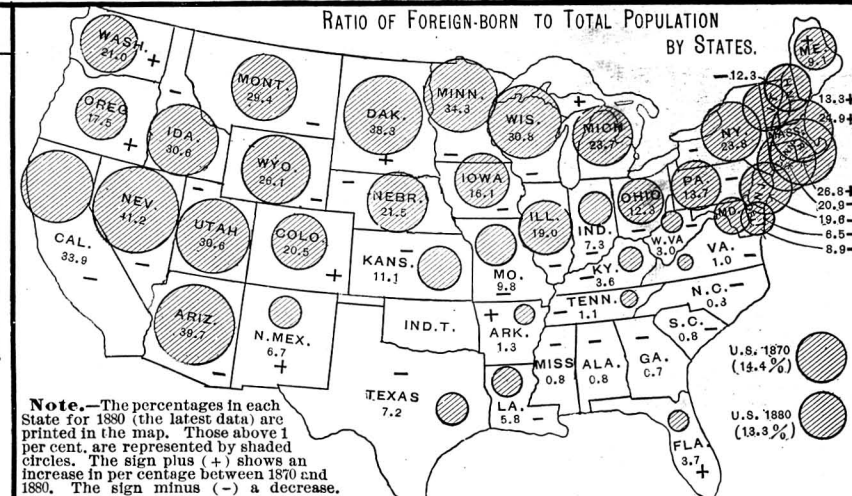 RATIO OF FOREIGN-BORN TO TOTAL POPULATION
BY STATES.
WASH.
21.0
+
OREG
17.5
+
CAL.
33.9
–
IDA.
30.6
–
NEV.
41.2
–
MONT.
29.4
–
WYO.
26.1
–
UTAH
30.6
–
COLO.
20.5
+
ARIZ.
39.7
–
N.MEX.
6.7
+
DAK.
38.3
+
NEBR.
21.5
–
KANS.
11.1
–
IND.T.
TEXAS
7.2
–
MINN.
34.3
–
IOWA
16.1
–
MO.
9.8
–
ARK.
1.3
+
LA.
5.8
–
WIS.
30.8
–
ILL.
19.0
–
MICH
23.7
+
IND.
7.3
–
OHIO
12.3
–
KY.
3.6
–
TENN.
1.1
–
MISS
0.8
–
ALA.
0.8
–
GA.
0.7
–
FLA.
3.7
+
S.C.
0.8
–
N.C.
0.3
–
VA.
1.0
–
W.VA
3.0
–
PA.
13.7
–
NY.
23.8
–
MD.
ME.
9.1
+
MASS.
–12.3
13.3+
24.9+
26.8+
20.9–
19.6–
6.5–
8.9–
U.S. 1870
(14.4%)
U.S. 1880
(13.3%)
Note.—The percentages in each
State for 1880 (the latest data) are
printed in the map. Those above 1
per cent. are represented by shaded
circles. The sign plus (+) shows an
increase in per centage between 1870 and
1880. The sign minus (–) a decrease.